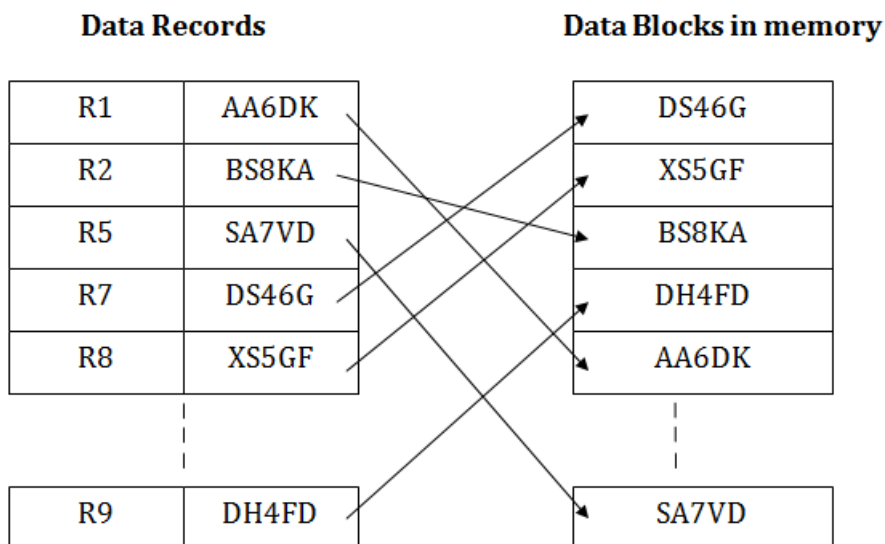 Data Records Data Blocks in memory
R1 AA6DK DS46G
R2 BS8KA XS5GF
R5 SA7VD BS8KA
R7 DS46G DH4FD
R8 XS5GF AA6DK
R9 DH4FD SA7VD